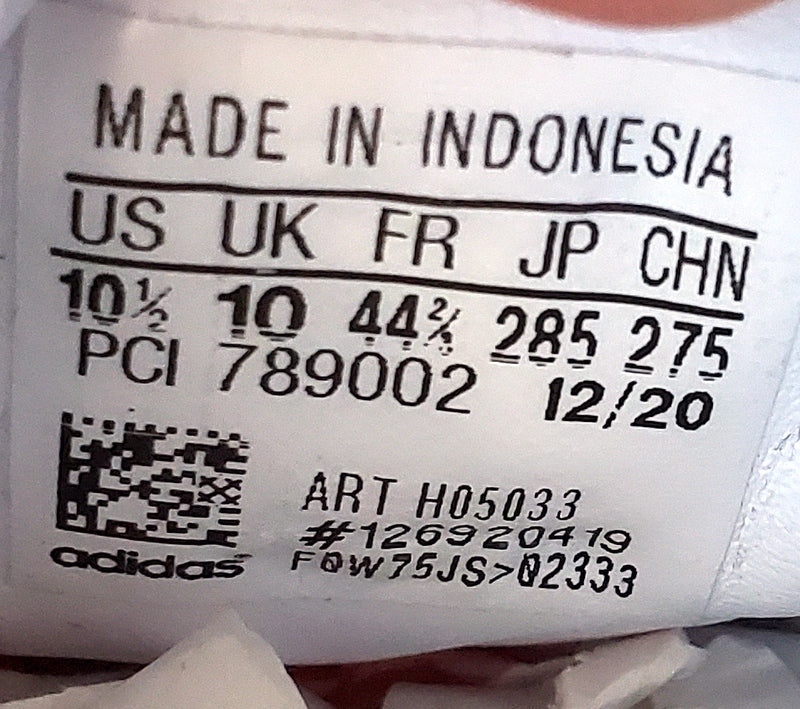 MADE IN INDONESIA
US UK FR JP CHN
10½ 10 44⅔ 285 275
PCI 789002 12/20
ART H05033
#126920419
F0W75JS>02333
adidas